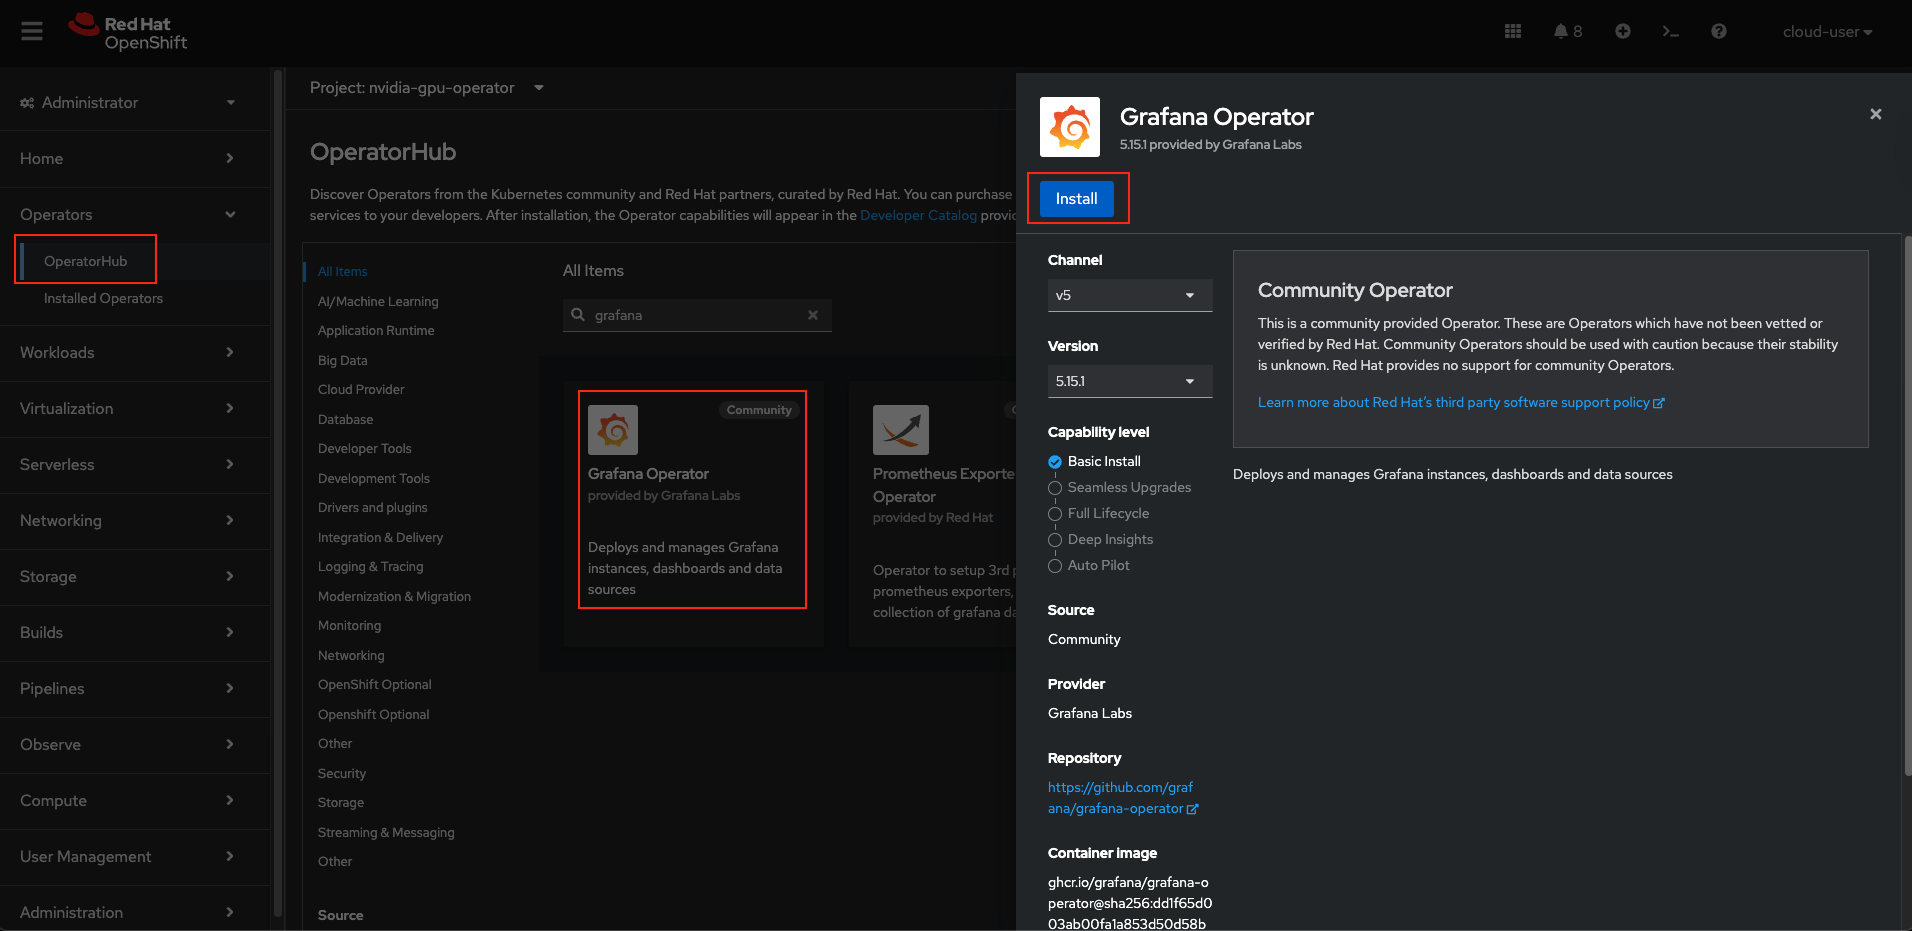 Red Hat
OpenShift
8
cloud-user
Administrator
Home
Operators
OperatorHub
Installed Operators
Workloads
Virtualization
Serverless
Networking
Storage
Builds
Pipelines
Observe
Compute
User Management
Administration
Project: nvidia-gpu-operator
OperatorHub
Discover Operators from the Kubernetes community and Red Hat partners, curated by Red Hat. You can purchase
services to your developers. After installation, the Operator capabilities will appear in the Developer Catalog provi
All Items
AI/Machine Learning
Application Runtime
Big Data
Cloud Provider
Database
Developer Tools
Development Tools
Drivers and plugins
Integration & Delivery
Logging & Tracing
Modernization & Migration
Monitoring
Networking
OpenShift Optional
Openshift Optional
Other
Security
Storage
Streaming & Messaging
Other
Source
All Items
grafana
Community
Grafana Operator
provided by Grafana Labs
Deploys and manages Grafana
instances, dashboards and data
sources
Prometheus Exporte
Operator
provided by Red Hat
Operator to setup 3rd p
prometheus exporters,
collection of grafana da
Grafana Operator
5.15.1 provided by Grafana Labs
Install
Channel
v5
Version
5.15.1
Capability level
Basic Install
Seamless Upgrades
Full Lifecycle
Deep Insights
Auto Pilot
Source
Community
Provider
Grafana Labs
Repository
https://github.com/graf
ana/grafana-operator
Container image
ghcr.io/grafana/grafana-o
perator@sha256:dd1f65d0
03ab00fa1a853d50d58b
Community Operator
This is a community provided Operator. These are Operators which have not been vetted or
verified by Red Hat. Community Operators should be used with caution because their stability
is unknown. Red Hat provides no support for community Operators.
Learn more about Red Hat's third party software support policy
Deploys and manages Grafana instances, dashboards and data sources